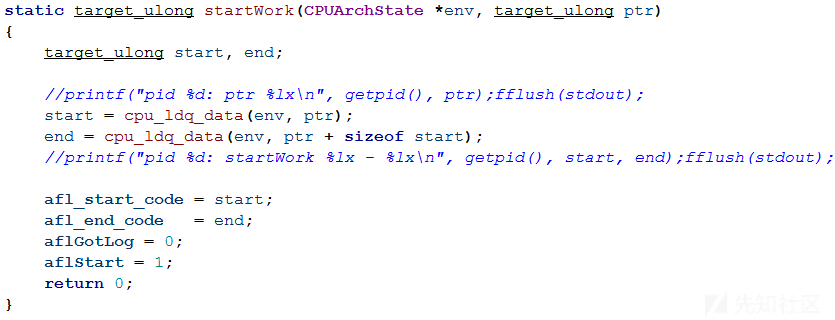 static target_ulong startWork(CPUArchState *env, target_ulong ptr)
{
    target_ulong start, end;

    //printf("pid %d: ptr %lx\n", getpid(), ptr);fflush(stdout);
    start = cpu_ldq_data(env, ptr);
    end = cpu_ldq_data(env, ptr + sizeof start);
    //printf("pid %d: startWork %lx - %lx\n", getpid(), start, end);fflush(stdout);

    afl_start_code = start;
    afl_end_code   = end;
    aflGotLog = 0;
    aflStart = 1;
    return 0;
}
先知社区